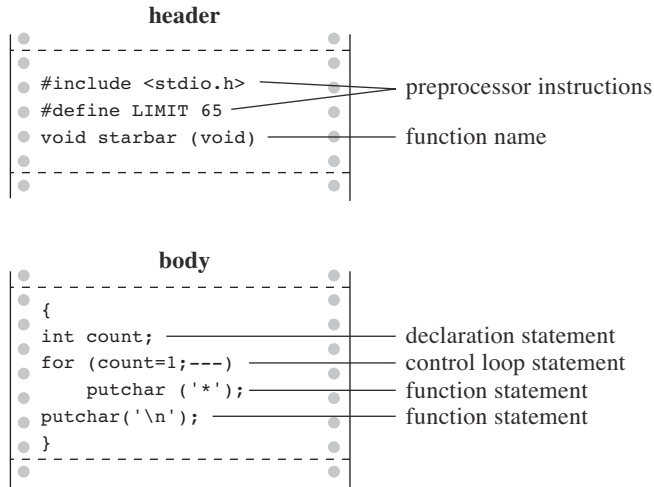 header
#include <stdio.h> preprocessor instructions
#define LIMIT 65
void starbar (void) function name
body
{
int count; declaration statement
for (count=1;---) control loop statement
putchar ('*'); function statement
putchar('\n'); function statement
}